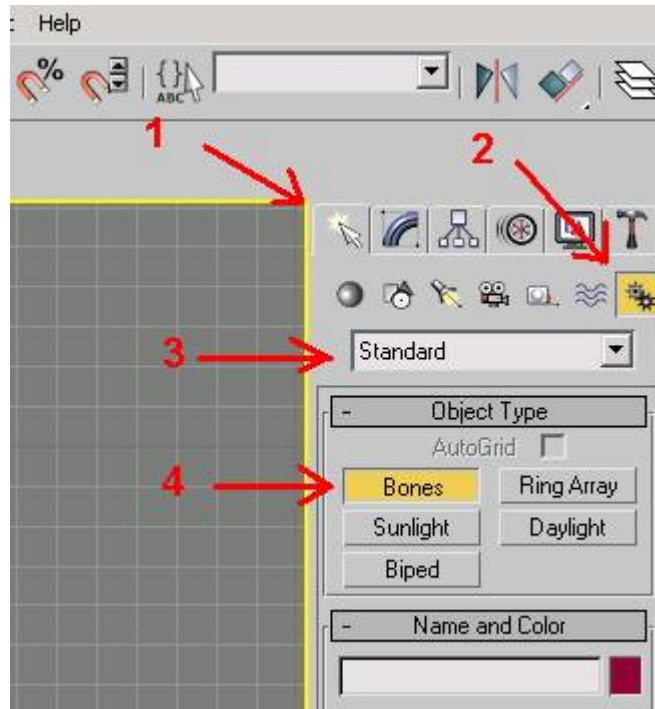 Help
%
{}
ABC
1
2
3
Standard
- Object Type
AutoGrid
4
Bones Ring Array
Sunlight Daylight
Biped
- Name and Color